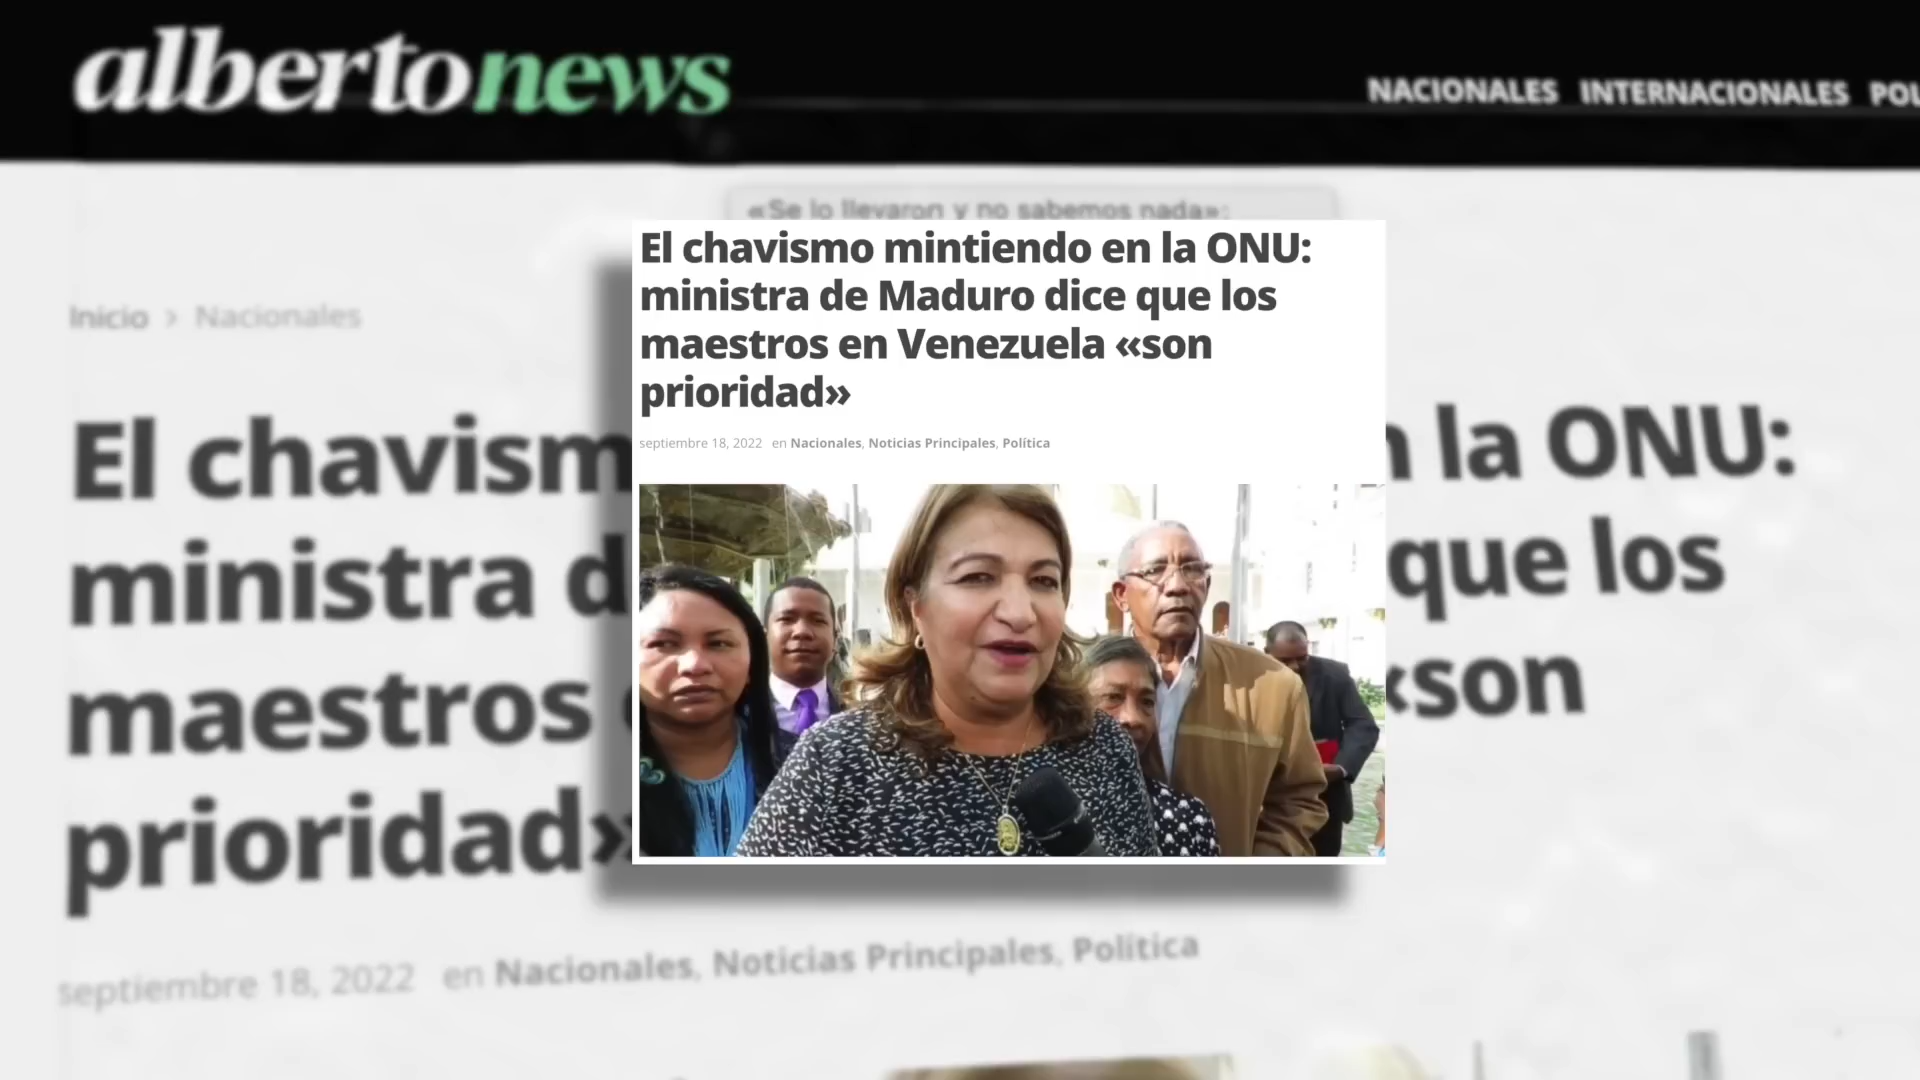 albertonews
NACIONALES INTERNACIONALES POL
«Se lo llevaron y no sabemos nada»:
Inicio > Nacionales
El chavismo mintiendo en la ONU:
ministra de Maduro dice que los
maestros en Venezuela «son
prioridad»
septiembre 18, 2022 en Nacionales, Noticias Principales, Política
El chavism
n la ONU:
ministra d
que los
maestros
«son
prioridad»
septiembre 18, 2022 en Nacionales, Noticias Principales, Política